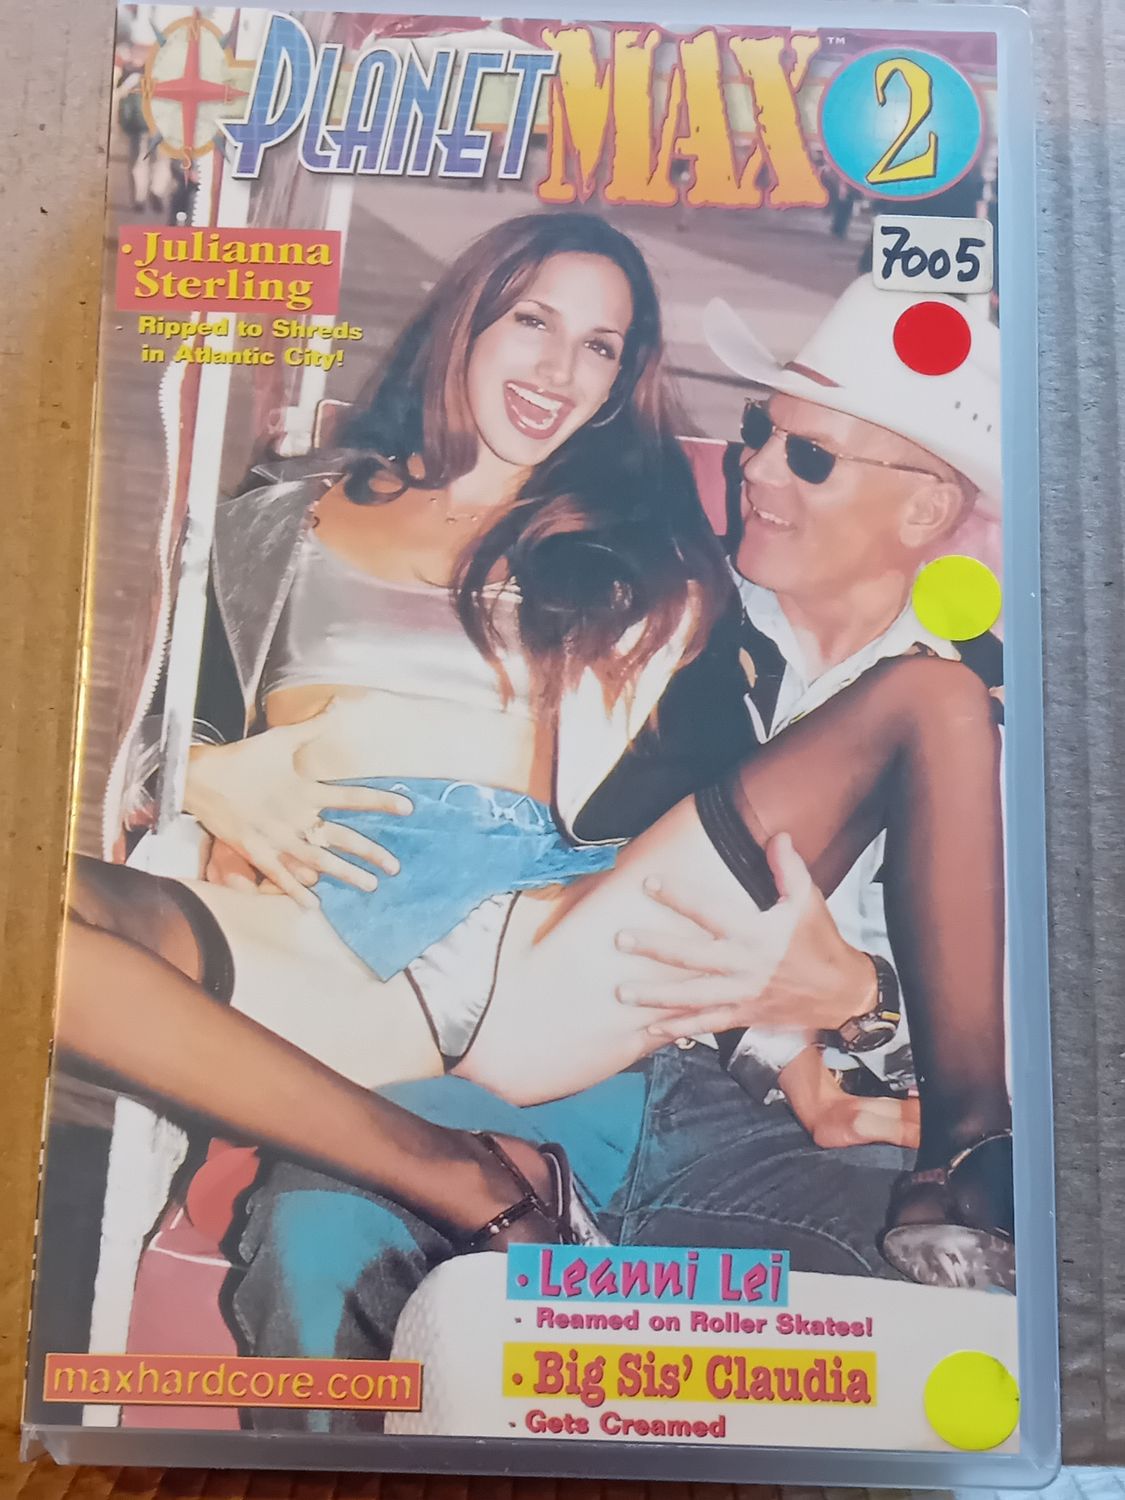 PLANET MAX ™ 2
7005
· Julianna
Sterling
- Ripped to Shreds
in Atlantic City!
· Leanni Lei
- Reamed on Roller Skates!
· Big Sis' Claudia
- Gets Creamed
maxhardcore.com
N
E
S